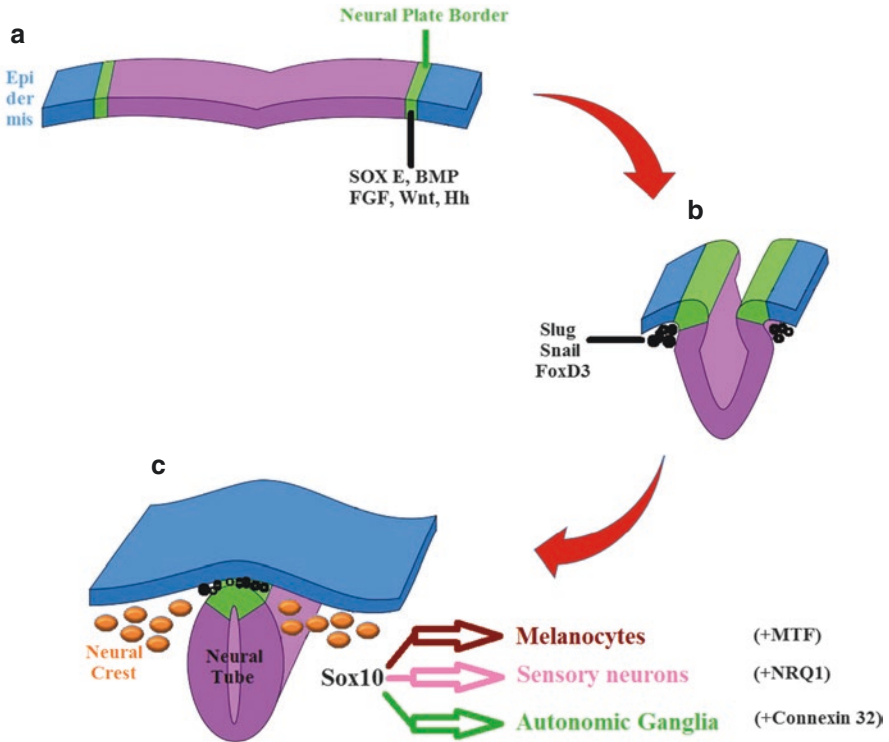 a
Neural Plate Border
Epi
der
mis
SOX E, BMP
FGF, Wnt, Hh
b
Slug
Snail
FoxD3
c
Neural
Crest
Neural
Tube
Sox10
Melanocytes (+MTF)
Sensory neurons (+NRQ1)
Autonomic Ganglia (+Connexin 32)